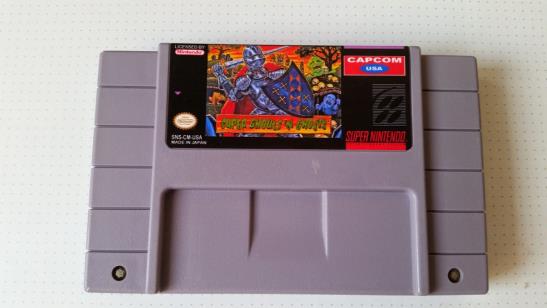 LICENSED BY
Nintendo
CAPCOM
USA
SUPER GHOULS 'N GHOSTS
SNS-CM-USA
MADE IN JAPAN
SUPER NINTENDO